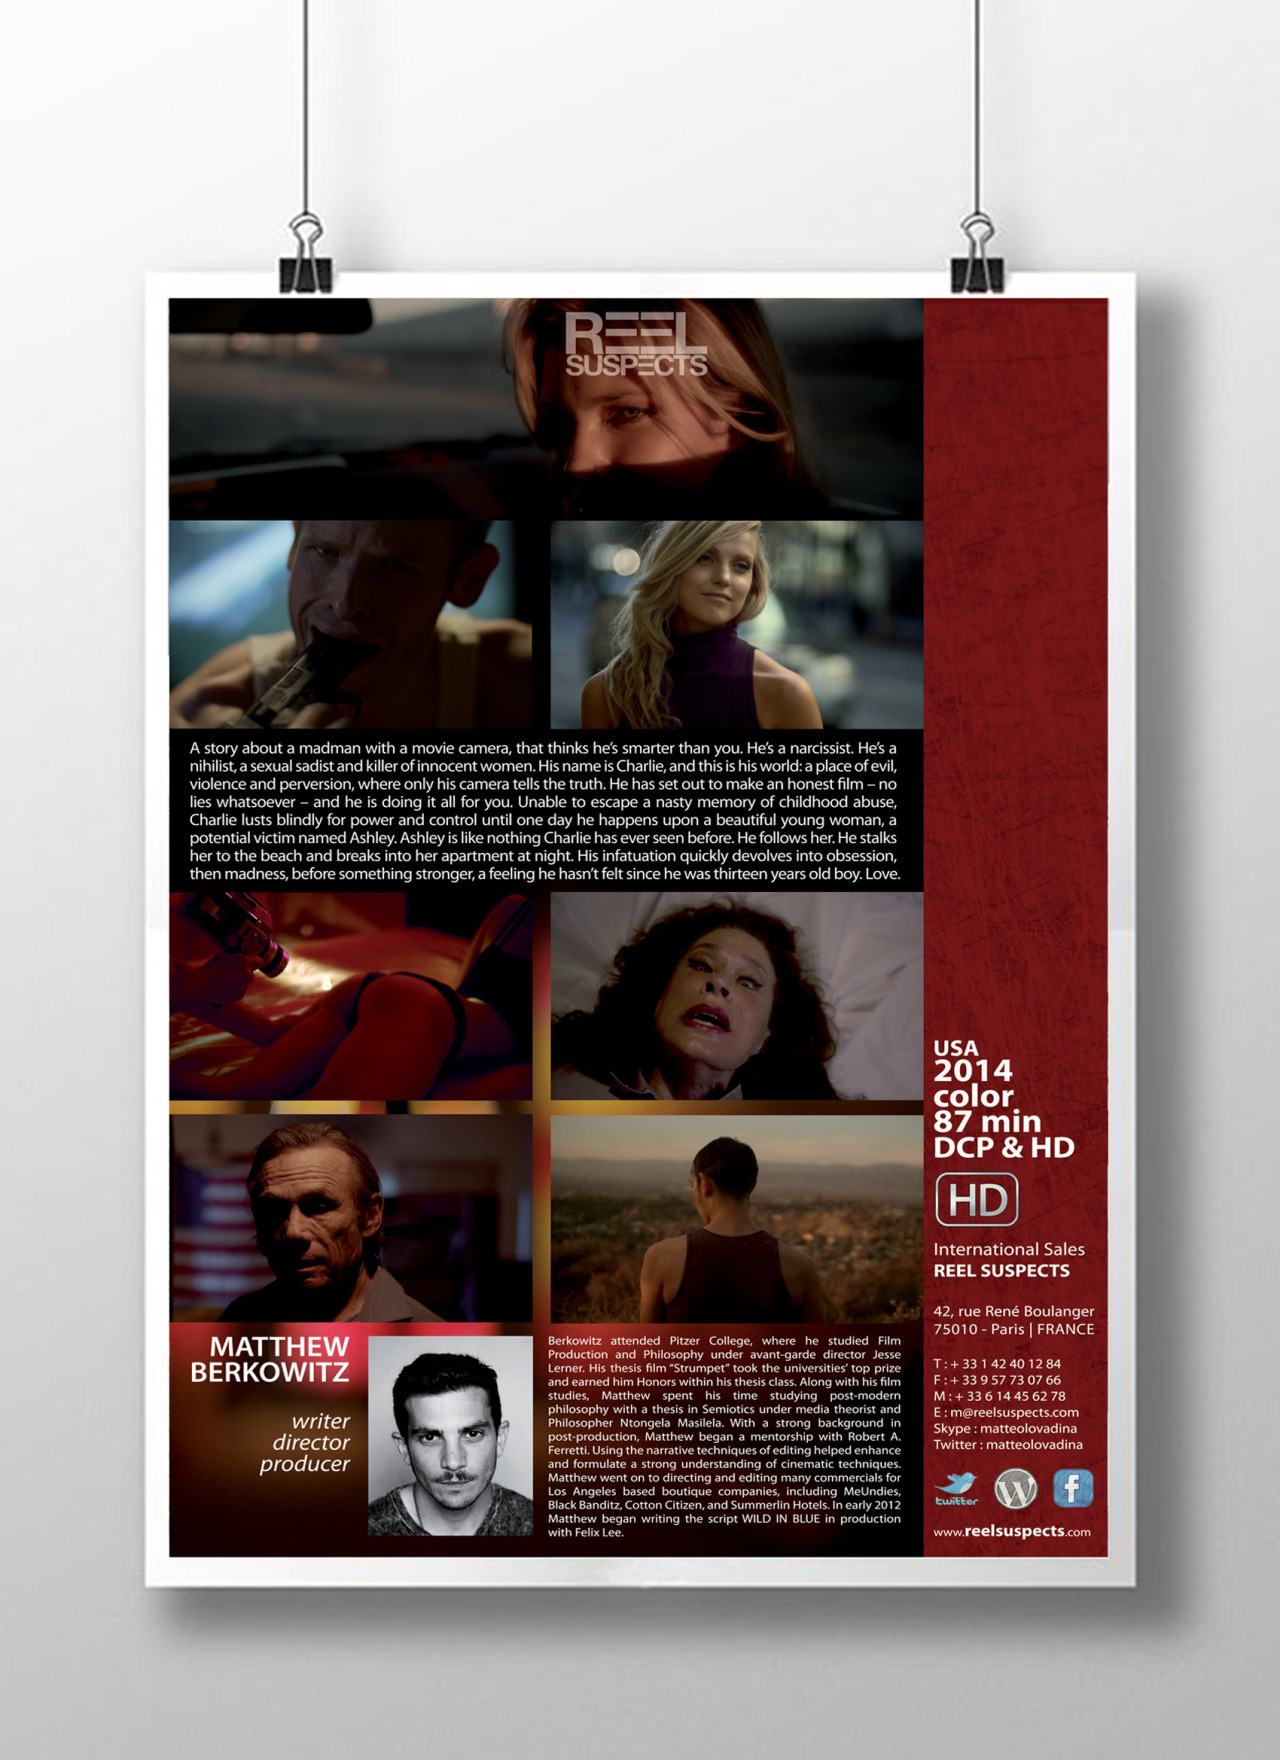 REEL
SUSPECTS
A story about a madman with a movie camera, that thinks he's smarter than you. He's a narcissist. He's a
nihilist, a sexual sadist and killer of innocent women. His name is Charlie, and this is his world: a place of evil,
violence and perversion, where only his camera tells the truth. He has set out to make an honest film – no
lies whatsoever – and he is doing it all for you. Unable to escape a nasty memory of childhood abuse,
Charlie lusts blindly for power and control until one day he happens upon a beautiful young woman, a
potential victim named Ashley. Ashley is like nothing Charlie has ever seen before. He follows her. He stalks
her to the beach and breaks into her apartment at night. His infatuation quickly devolves into obsession,
then madness, before something stronger, a feeling he hasn't felt since he was thirteen years old boy. Love.
MATTHEW
BERKOWITZ
writer
director
producer
Berkowitz attended Pitzer College, where he studied Film
Production and Philosophy under avant-garde director Jesse
Lerner. His thesis film "Strumpet" took the universities' top prize
and earned him Honors within his thesis class. Along with his film
studies, Matthew spent his time studying post-modern
philosophy with a thesis in Semiotics under media theorist and
Philosopher Ntongela Masilela. With a strong background in
post-production, Matthew began a mentorship with Robert A.
Ferretti. Using the narrative techniques of editing helped enhance
and formulate a strong understanding of cinematic techniques.
Matthew went on to directing and editing many commercials for
Los Angeles based boutique companies, including MeUndies,
Black Banditz, Cotton Citizen, and Summerlin Hotels. In early 2012
Matthew began writing the script WILD IN BLUE in production
with Felix Lee.
USA
2014
color
87 min
DCP & HD
HD
International Sales
REEL SUSPECTS
42, rue René Boulanger
75010 - Paris | FRANCE
T : + 33 1 42 40 12 84
F : + 33 9 57 73 07 66
M : + 33 6 14 45 62 78
E : m@reelsuspects.com
Skype : matteolovadina
Twitter : matteolovadina
twitter
www.reelsuspects.com